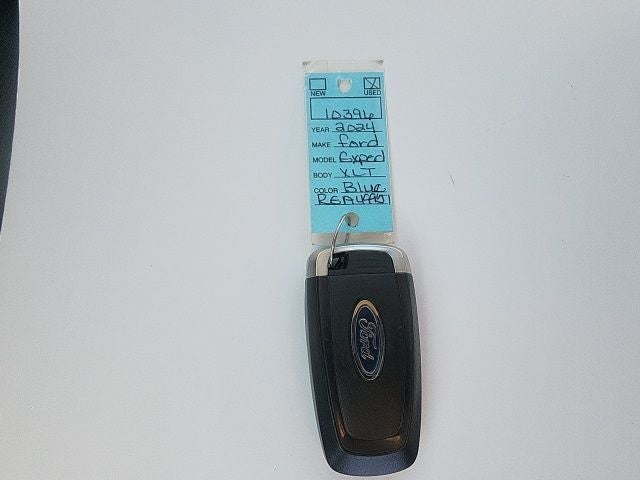 NEW USED
10396
YEAR 2024
MAKE Ford
MODEL Exped
BODY XLT
COLOR Blue
Ford